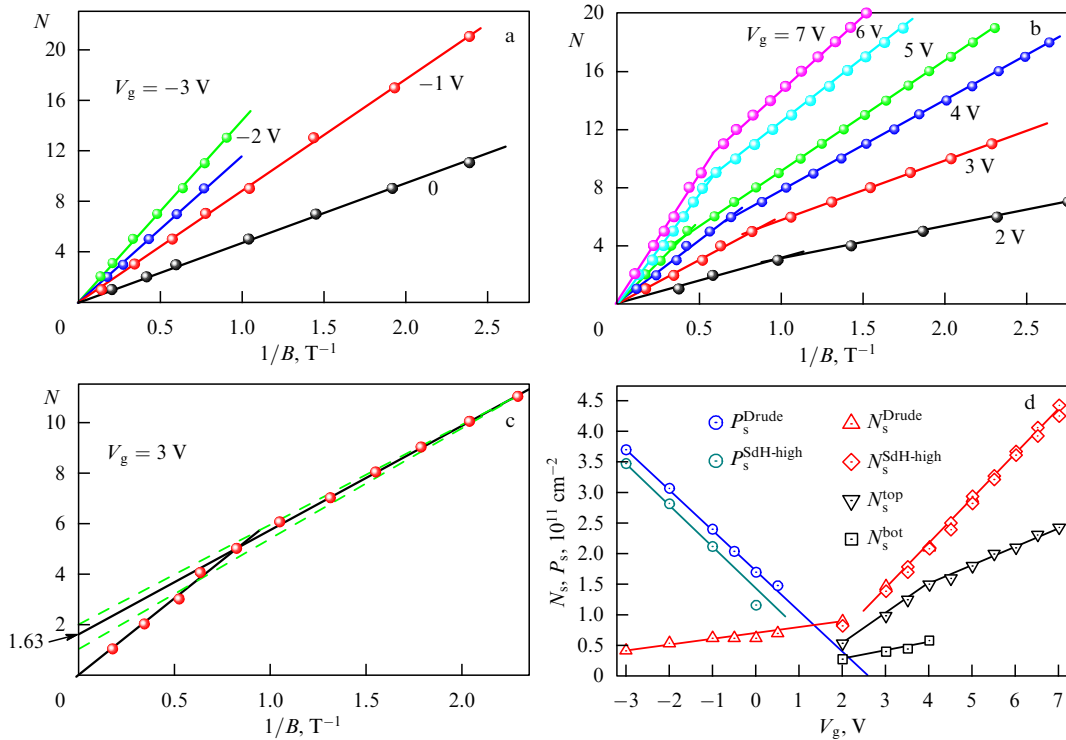 N
a
20
16
12
8
4
V_g = −3 V
−2 V
−1 V
0
0
0.5
1.0
1.5
2.0
2.5
1/B, T⁻¹
20
N
b
16
12
8
4
V_g = 7 V
6 V
5 V
4 V
3 V
2 V
0
0.5
1.0
1.5
2.0
2.5
1/B, T⁻¹
N
c
10
8
6
4
2
1.63
V_g = 3 V
0
0.5
1.0
1.5
2.0
1/B, T⁻¹
N_s, P_s, 10¹¹ cm⁻²
4.5
4.0
3.5
3.0
2.5
2.0
1.5
1.0
0.5
0
d
P_s^Drude
N_s^Drude
P_s^SdH-high
N_s^SdH-high
N_s^top
N_s^bot
−3
−2
−1
0
1
2
3
4
5
6
7
V_g, V